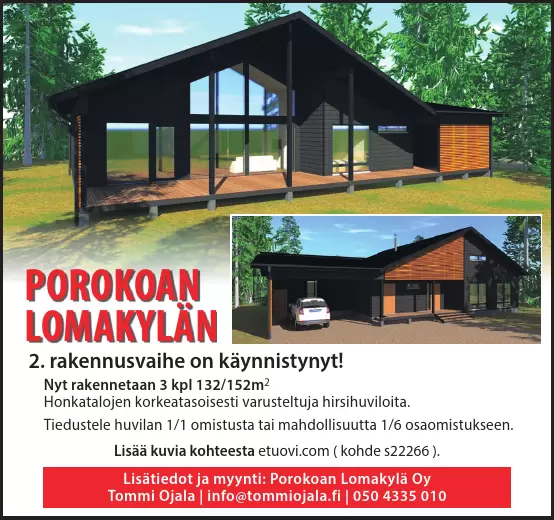 POROKOAN
LOMAKYLÄN
2. rakennusvaihe on käynnistynyt!
Nyt rakennetaan 3 kpl 132/152m²
Honkatalojen korkeatasoisesti varusteltuja hirsihuviloita.
Tiedustele huvilan 1/1 omistusta tai mahdollisuutta 1/6 osaomistukseen.
Lisää kuvia kohteesta etuovi.com ( kohde s22266 ).
Lisätiedot ja myynti: Porokoan Lomakylä Oy
Tommi Ojala | info@tommiojala.fi | 050 4335 010